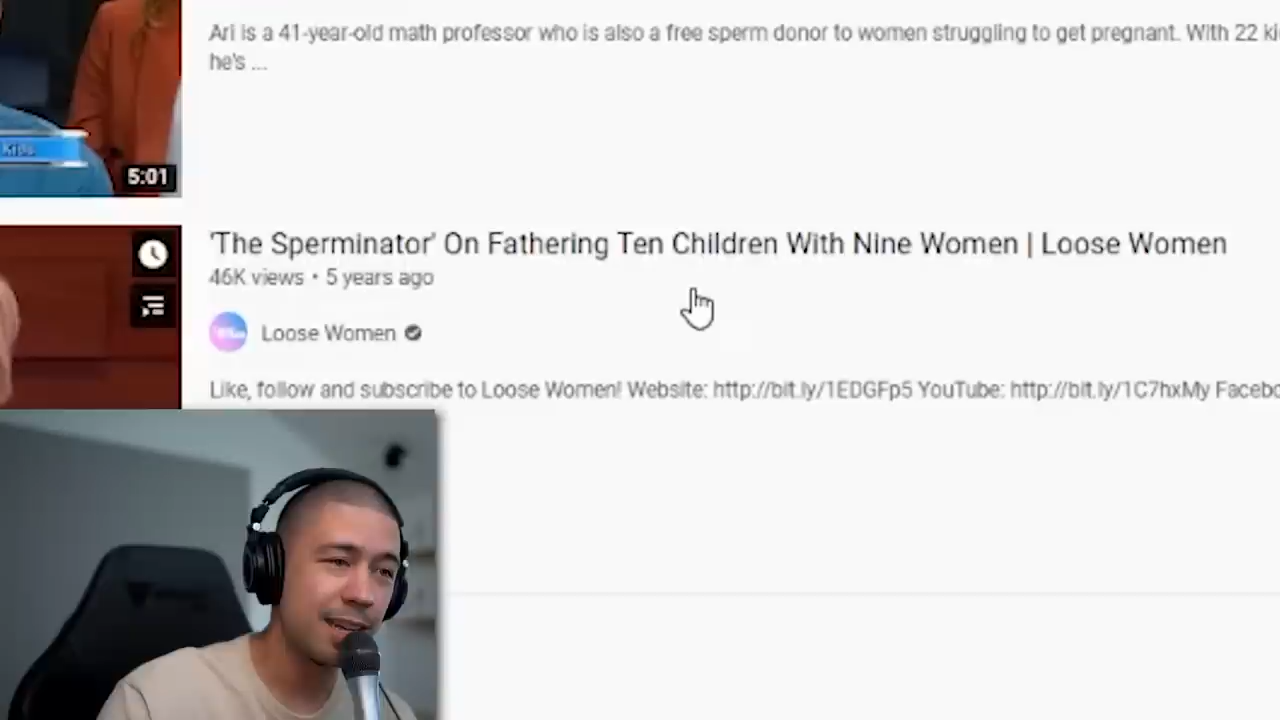 Ari is a 41-year-old math professor who is also a free sperm donor to women struggling to get pregnant. With 22
he's ...
Kids
5:01
'The Sperminator' On Fathering Ten Children With Nine Women | Loose Women
46K views • 5 years ago
Loose Women
Like, follow and subscribe to Loose Women! Website: http://bit.ly/1EDGFp5 YouTube: http://bit.ly/1C7hxMy